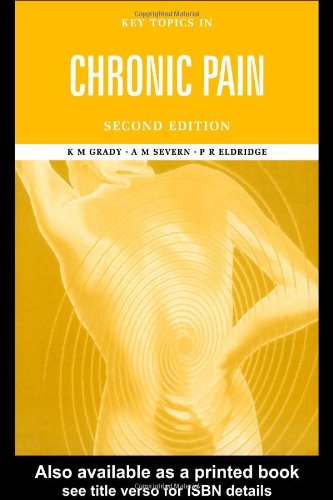 KEY TOPICS IN
CHRONIC PAIN
SECOND EDITION
K M GRADY · A M SEVERN · P R ELDRIDGE
Also available as a printed book
see title verso for ISBN details